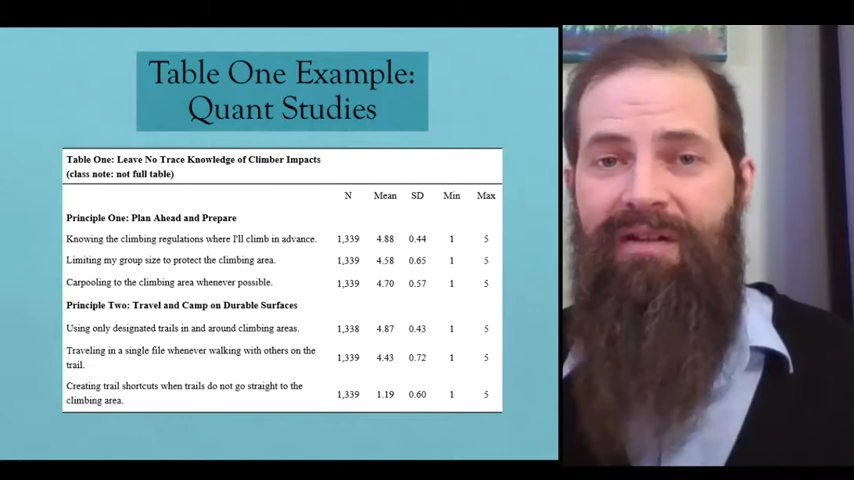 Table One Example:
Quant Studies
Table One: Leave No Trace Knowledge of Climber Impacts
(class note: not full table)
N Mean SD Min Max
Principle One: Plan Ahead and Prepare
Knowing the climbing regulations where I'll climb in advance. 1,339 4.88 0.44 1 5
Limiting my group size to protect the climbing area. 1,339 4.58 0.65 1 5
Carpooling to the climbing area whenever possible. 1,339 4.70 0.57 1 5
Principle Two: Travel and Camp on Durable Surfaces
Using only designated trails in and around climbing areas. 1,338 4.87 0.43 1 5
Traveling in a single file whenever walking with others on the
trail. 1,339 4.43 0.72 1 5
Creating trail shortcuts when trails do not go straight to the
climbing area. 1,339 1.19 0.60 1 5